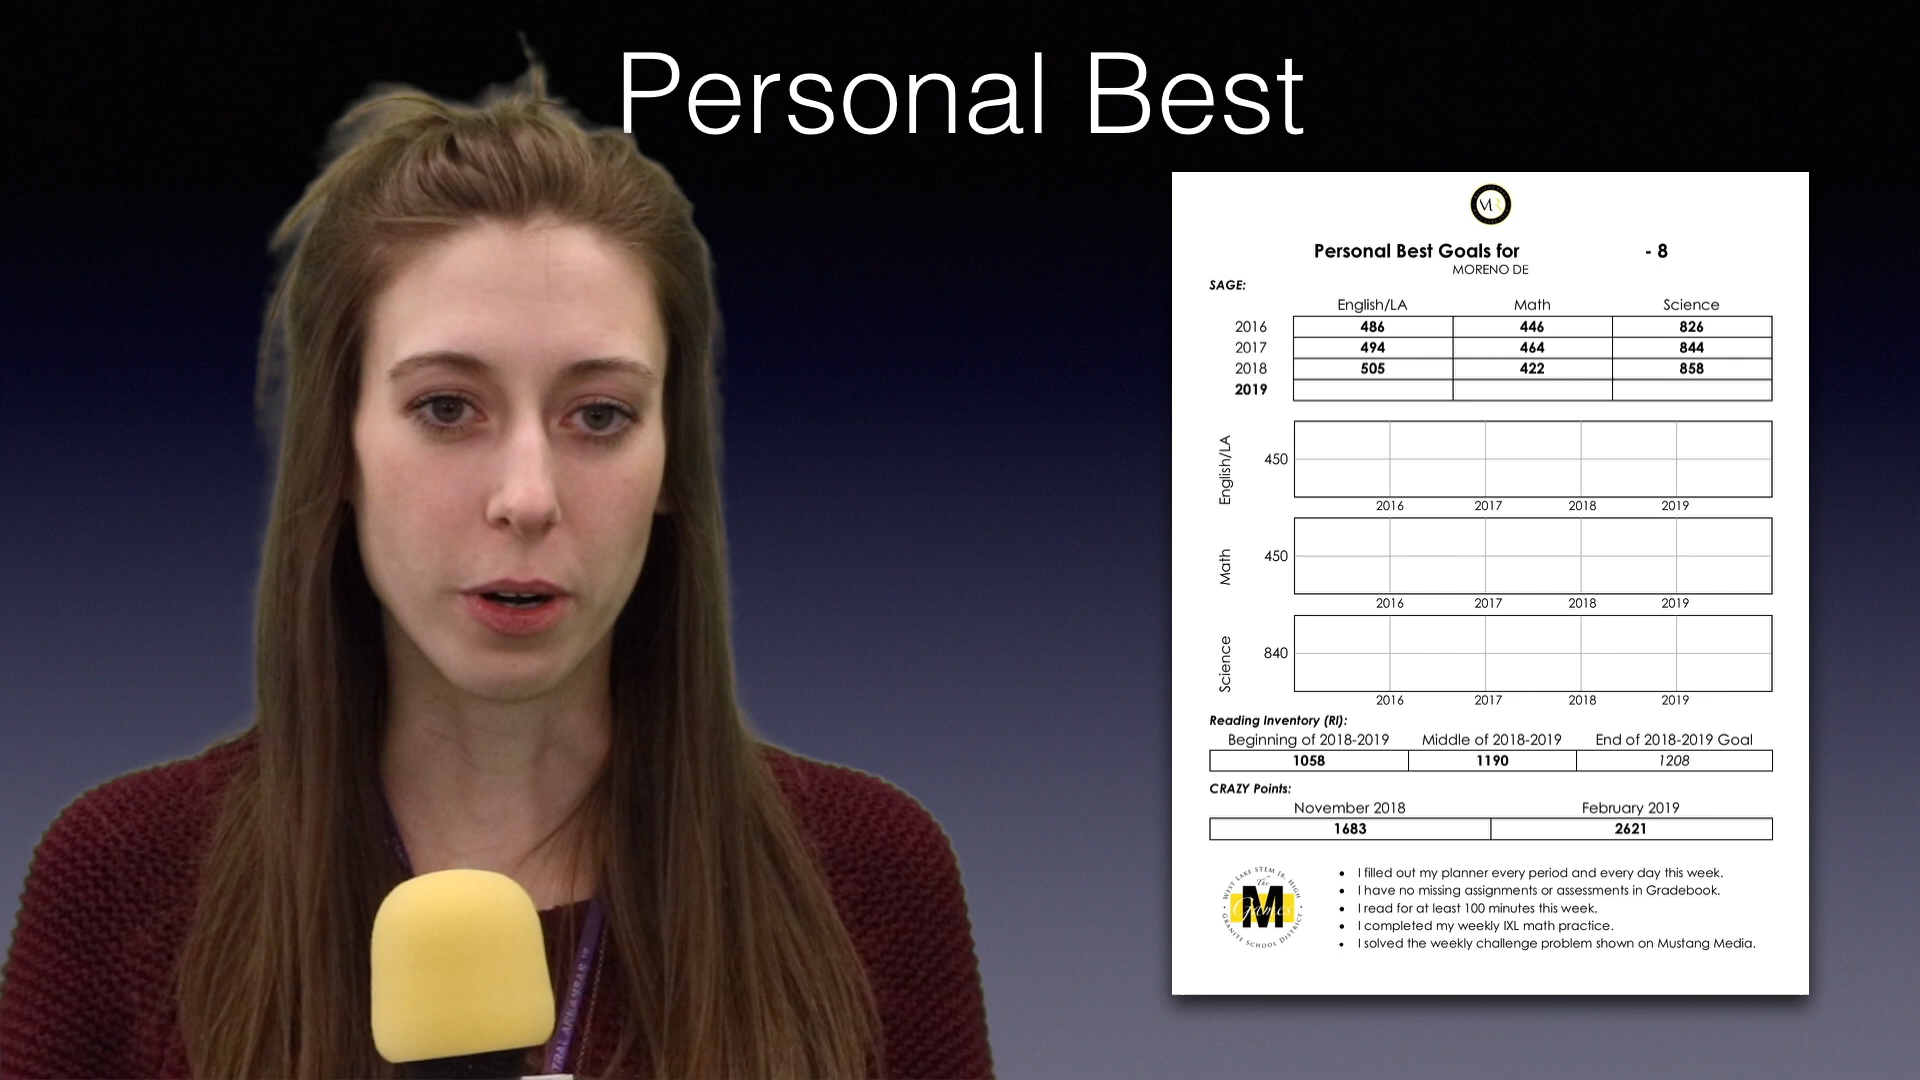 Personal Best
MR
Personal Best Goals for - 8
MORENO DE
SAGE:
English/LA Math Science
2016 486 446 826
2017 494 464 844
2018 505 422 858
2019
English/LA
450
2016 2017 2018 2019
Math
450
2016 2017 2018 2019
Science
840
2016 2017 2018 2019
Reading Inventory (RI):
Beginning of 2018-2019 Middle of 2018-2019 End of 2018-2019 Goal
1058 1190 1208
CRAZY Points:
November 2018 February 2019
1683 2621
WEST LAKE STEM JR. HIGH
The
M
Games
GRANITE SCHOOL DISTRICT
• I filled out my planner every period and every day this week.
• I have no missing assignments or assessments in Gradebook.
• I read for at least 100 minutes this week.
• I completed my weekly IXL math practice.
• I solved the weekly challenge problem shown on Mustang Media.
TRAL ARKANSAS™